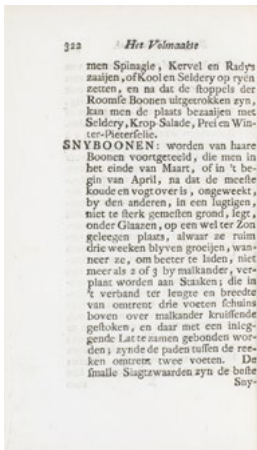 322 Het Volmaakte
men Spinagie, Kervel en Radys
zaaijen, of Kool en Seldery op ryën
zetten, en na dat de stoppels der
Roomse Boonen uitgetrokken zyn,
kan men de plaats bezaaijen met
Seldery, Krop-Salade, Prei en Win-
ter-Pieterselie.
SNYBOONEN: worden van haare
Boonen voortgeteeld, die men in
het einde van Maart, of in 't be-
gin van April, na dat de meeste
koude en vogt over is, ongeweekt,
by den anderen, in een lugtigen,
niet te sterk gemesten grond, legt,
onder Glaazen, op een wel ter Zon
geleegen plaats, alwaar ze ruim
drie weeken blyven groeijen, wan-
neer ze, om beeter te laden, niet
meer als 2 of 3 by malkander, ver-
plant worden aan Staaken; die in
't verband ter lengte en breedte
van omtrent drie voeten schuins
boven over malkander kruissende
gestoken, en daar met een inleg-
gende Lat te zamen gebonden wor-
den; zynde de paden tussen de ree-
ken omtrent twee voeten. De
smalle Slagtzwaarden zyn de beste
Sny-